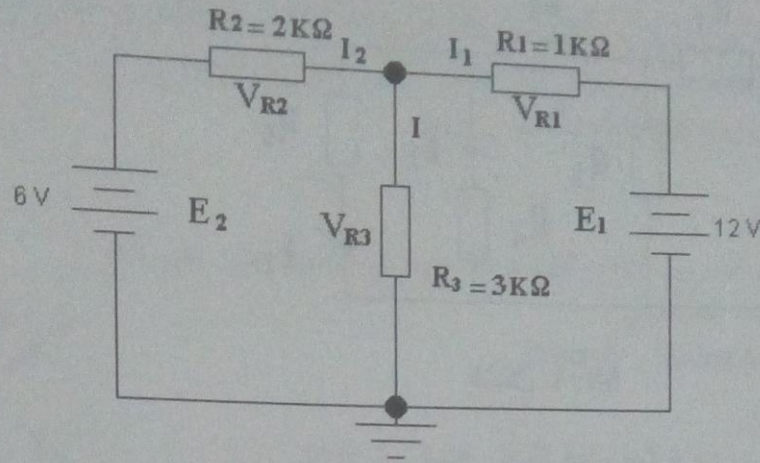 R2=2KΩ I2 I1 R1=1KΩ
VR2 VR1
I
6 V E2 VR3 E1 12 V
R3=3KΩ